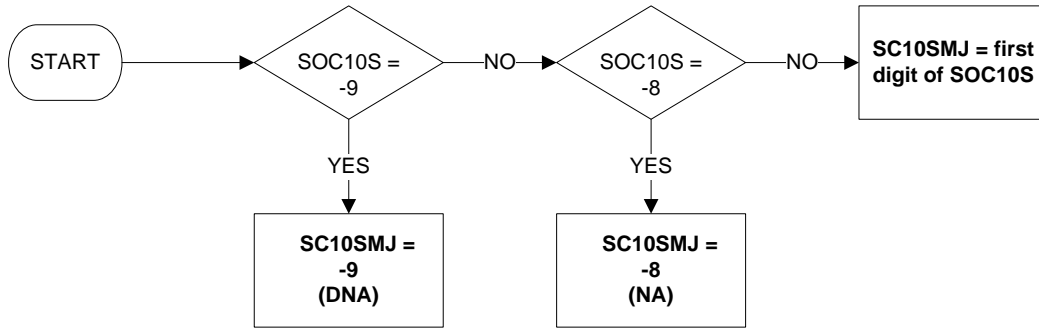 START
SOC10S =
-9
NO
SOC10S =
-8
NO
SC10SMJ = first
digit of SOC10S
YES
YES
SC10SMJ =
-9
(DNA)
SC10SMJ =
-8
(NA)